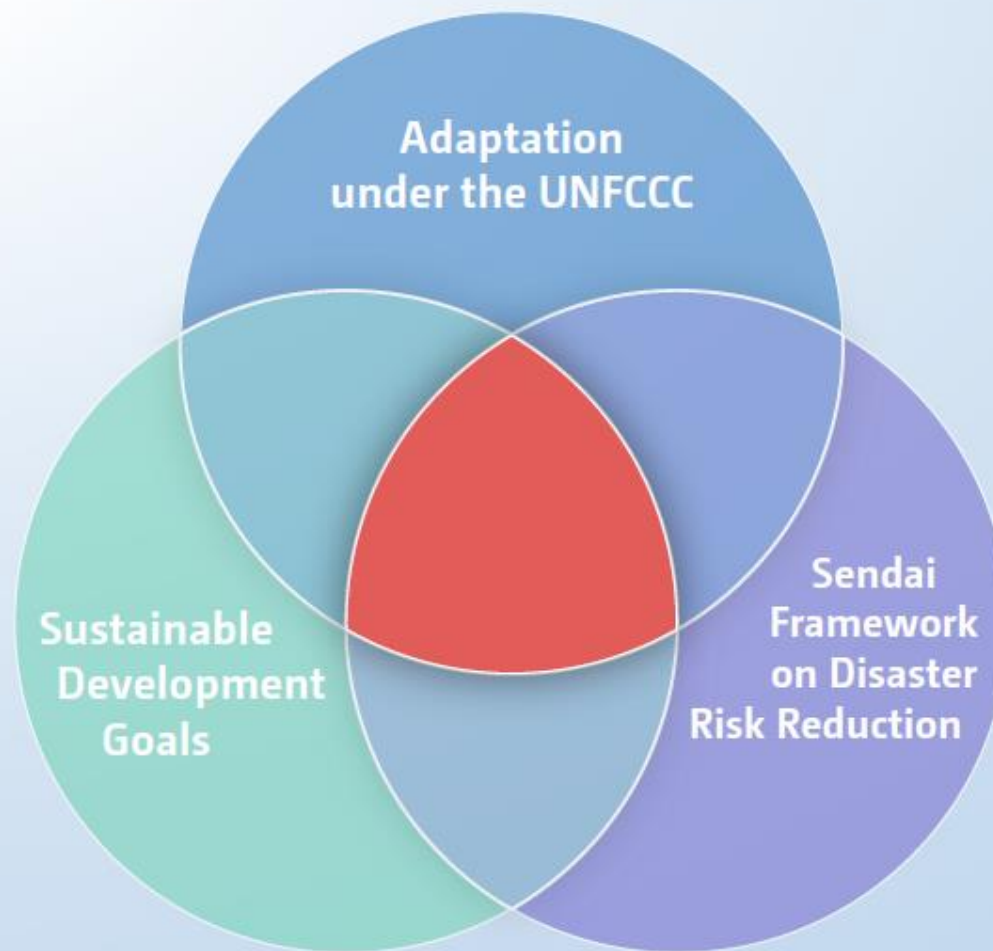 Adaptation
under the UNFCCC
Sustainable
Development
Goals
Sendai
Framework
on Disaster
Risk Reduction